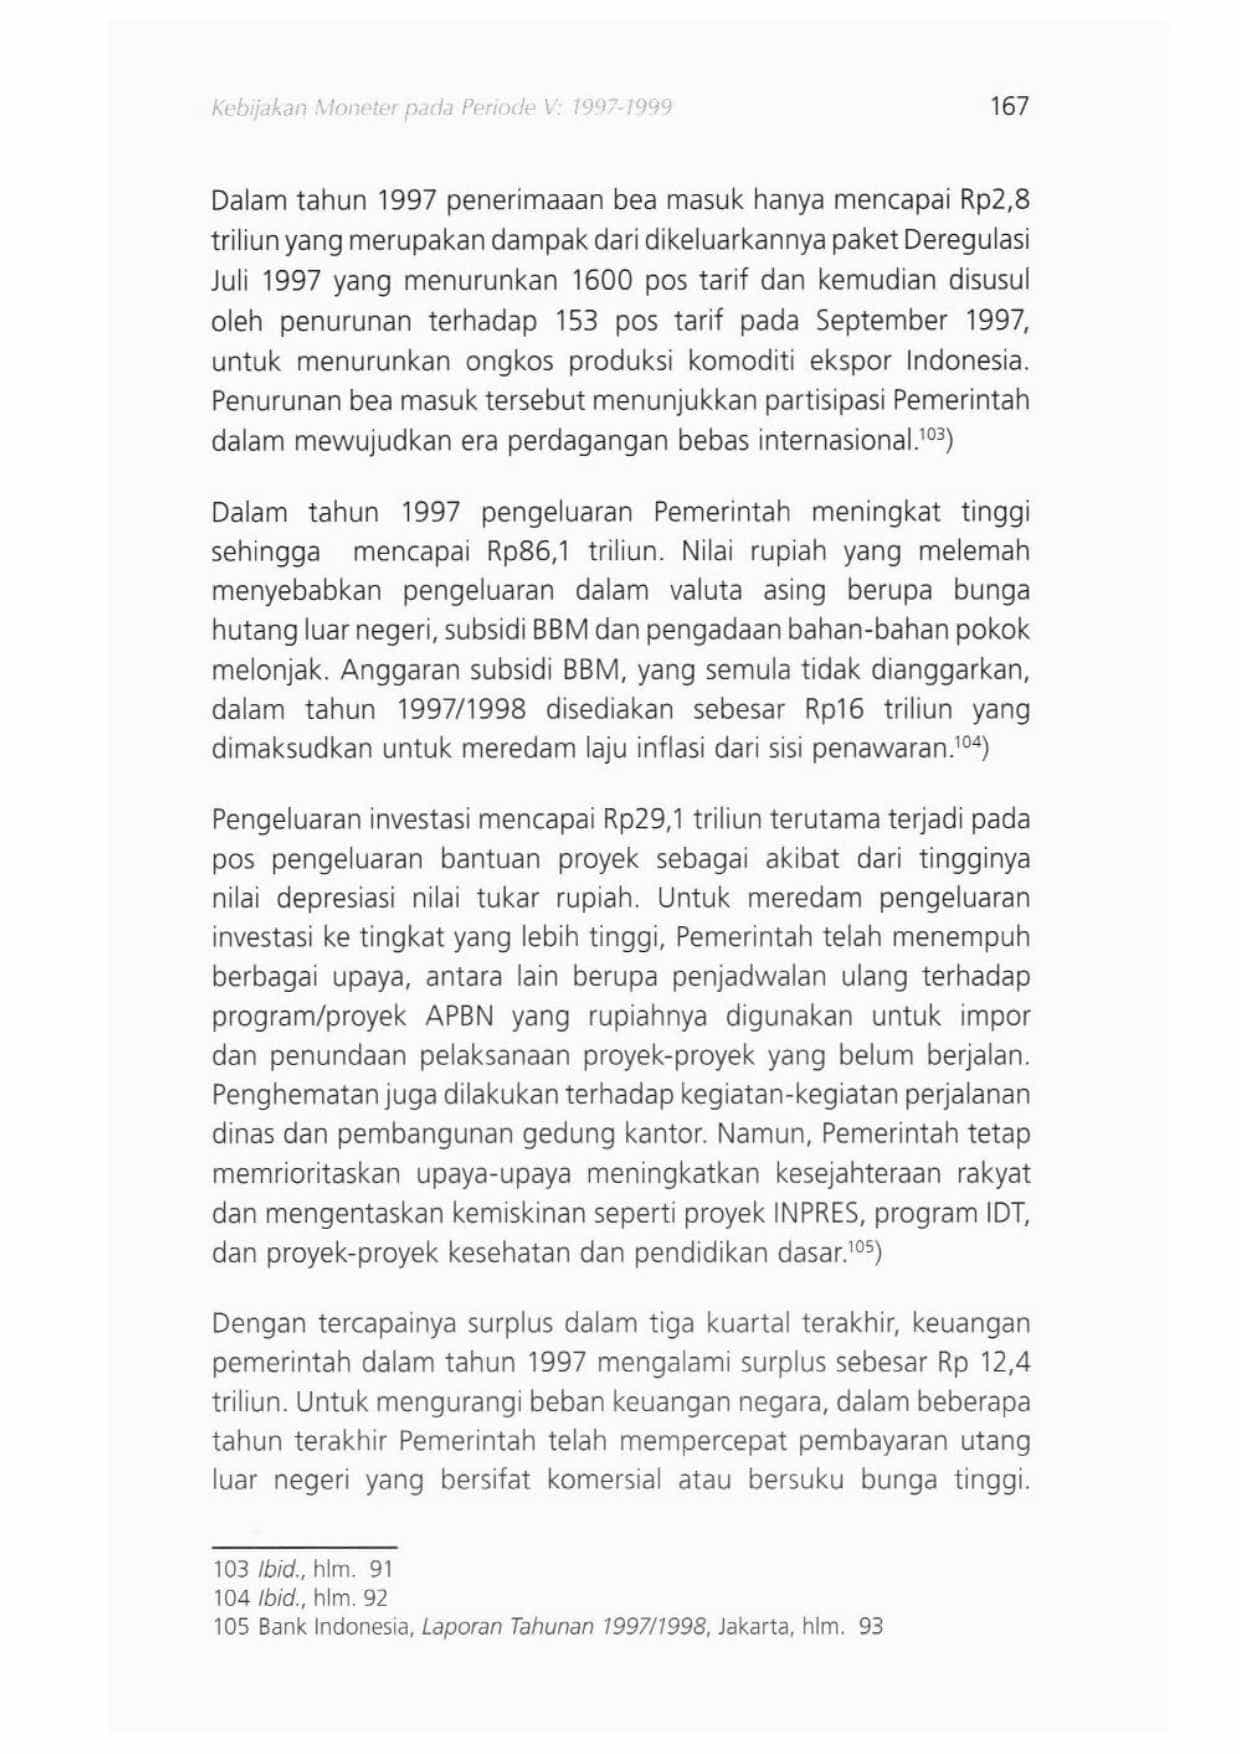 Kebijakan Moneter pada Periode V: 1997-1999 167
Dalam tahun 1997 penerimaaan bea masuk hanya mencapai Rp2,8
triliun yang merupakan dampak dari dikeluarkannya paket Deregulasi
Juli 1997 yang menurunkan 1600 pos tarif dan kemudian disusul
oleh penurunan terhadap 153 pos tarif pada September 1997,
untuk menurunkan ongkos produksi komoditi ekspor Indonesia.
Penurunan bea masuk tersebut menunjukkan partisipasi Pemerintah
dalam mewujudkan era perdagangan bebas internasional.103)
Dalam tahun 1997 pengeluaran Pemerintah meningkat tinggi
sehingga mencapai Rp86,1 triliun. Nilai rupiah yang melemah
menyebabkan pengeluaran dalam valuta asing berupa bunga
hutang luar negeri, subsidi BBM dan pengadaan bahan-bahan pokok
melonjak. Anggaran subsidi BBM, yang semula tidak dianggarkan,
dalam tahun 1997/1998 disediakan sebesar Rp16 triliun yang
dimaksudkan untuk meredam laju inflasi dari sisi penawaran.104)
Pengeluaran investasi mencapai Rp29,1 triliun terutama terjadi pada
pos pengeluaran bantuan proyek sebagai akibat dari tingginya
nilai depresiasi nilai tukar rupiah. Untuk meredam pengeluaran
investasi ke tingkat yang lebih tinggi, Pemerintah telah menempuh
berbagai upaya, antara lain berupa penjadwalan ulang terhadap
program/proyek APBN yang rupiahnya digunakan untuk impor
dan penundaan pelaksanaan proyek-proyek yang belum berjalan.
Penghematan juga dilakukan terhadap kegiatan-kegiatan perjalanan
dinas dan pembangunan gedung kantor. Namun, Pemerintah tetap
memrioritaskan upaya-upaya meningkatkan kesejahteraan rakyat
dan mengentaskan kemiskinan seperti proyek INPRES, program IDT,
dan proyek-proyek kesehatan dan pendidikan dasar.105)
Dengan tercapainya surplus dalam tiga kuartal terakhir, keuangan
pemerintah dalam tahun 1997 mengalami surplus sebesar Rp 12,4
triliun. Untuk mengurangi beban keuangan negara, dalam beberapa
tahun terakhir Pemerintah telah mempercepat pembayaran utang
luar negeri yang bersifat komersial atau bersuku bunga tinggi.
103 Ibid., hlm. 91
104 Ibid., hlm. 92
105 Bank Indonesia, Laporan Tahunan 1997/1998, Jakarta, hlm. 93